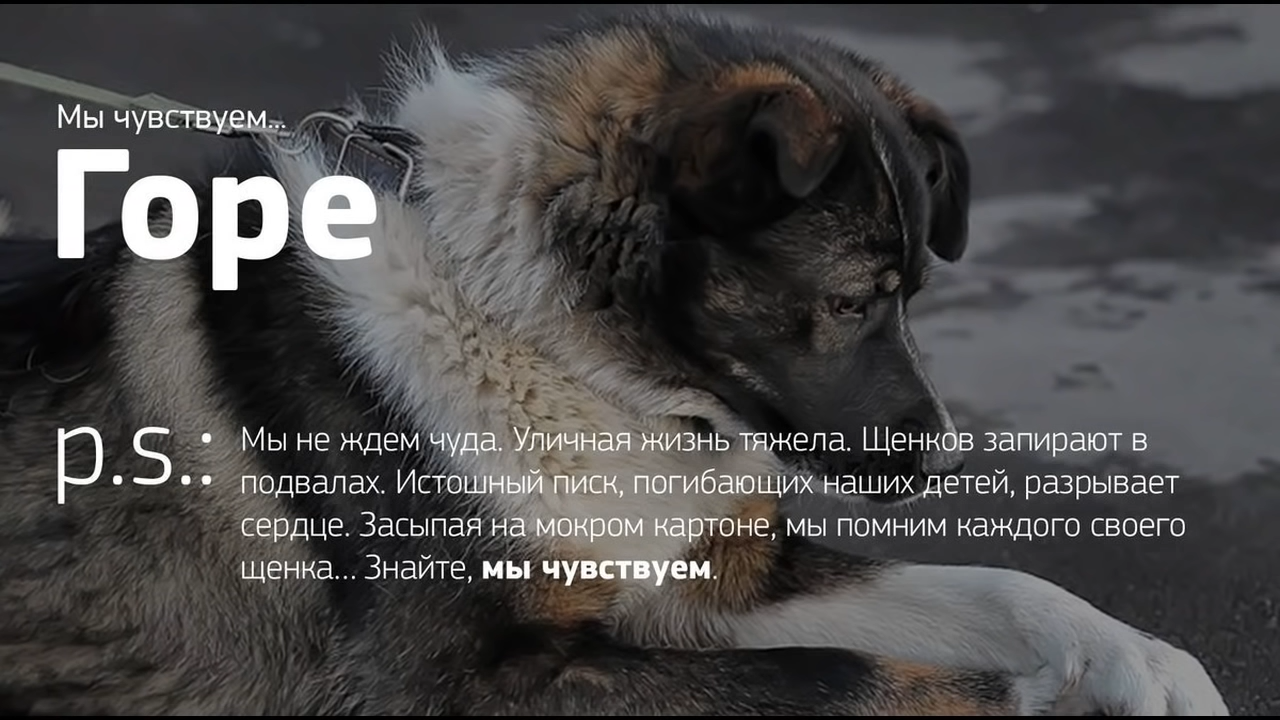 Мы чувствуем...
Горе
p.s.:
Мы не ждем чуда. Уличная жизнь тяжела. Щенков запирают в
подвалах. Истошный писк, погибающих наших детей, разрывает
сердце. Засыпая на мокром картоне, мы помним каждого своего
щенка... Знайте, мы чувствуем.